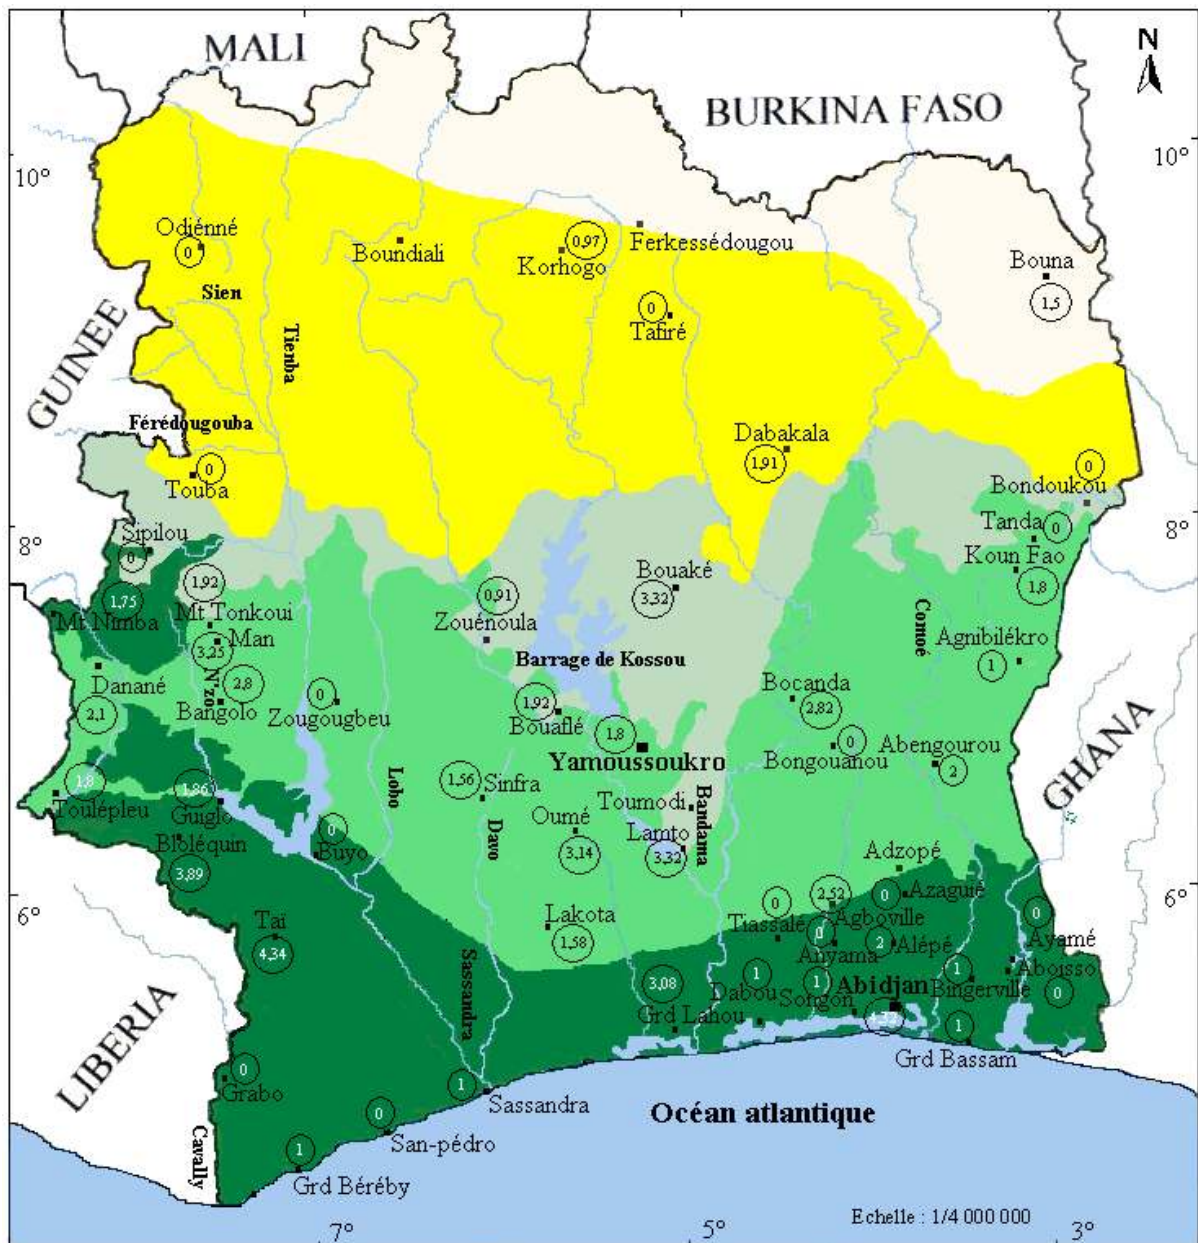 MALI
N
BURKINA FASO
10°
10°
Odiénné
0
Boundiali
0,97
Korhogo
Ferkessédougou
Bouna
1,5
Sien
0
Tafiré
GUINEE
Tienba
Férédougouba
0
Touba
Dabakala
1,91
0
Bondoukou
8°
8°
Sipilou
0
Tanda
0
Koun Fao
1,8
1,92
1,75
Mt Tonkoui
Mt Nimba
Man
3,25
0,91
Zouénoula
Bouaké
3,32
Comoé
Agnibilékro
1
Barrage de Kossou
Danané
2,1
N'zo
2,8
Bangolo
0
Zougougbeu
1,92
Bouaflé
1,8
Yamoussoukro
Bocanda
2,82
0
Bongouanou
Abengourou
2
GHANA
1,8
Toulépleu
1,86
Guiglo
Lobo
1,56
Sinfra
Toumodi
Bandama
Oumé
3,14
Lamto
3,32
Davo
Bloléquin
3,89
0
Buyo
Adzopé
6°
6°
Taï
4,34
Lakota
1,58
0
Tiassalé
2,52
Agboville
0
Azaguié
0
Anyama
2
Alépé
0
Ayamé
Aboisso
0
LIBERIA
Sassandra
3,08
Grd Lahou
1
Dabou
1
Songon
Abidjan
1
Bingerville
1
Grd Bassam
0
Grabo
1
Sassandra
Océan atlantique
0
San-pédro
Cavally
1
Grd Béréby
Echelle : 1/4 000 000
7°
5°
3°